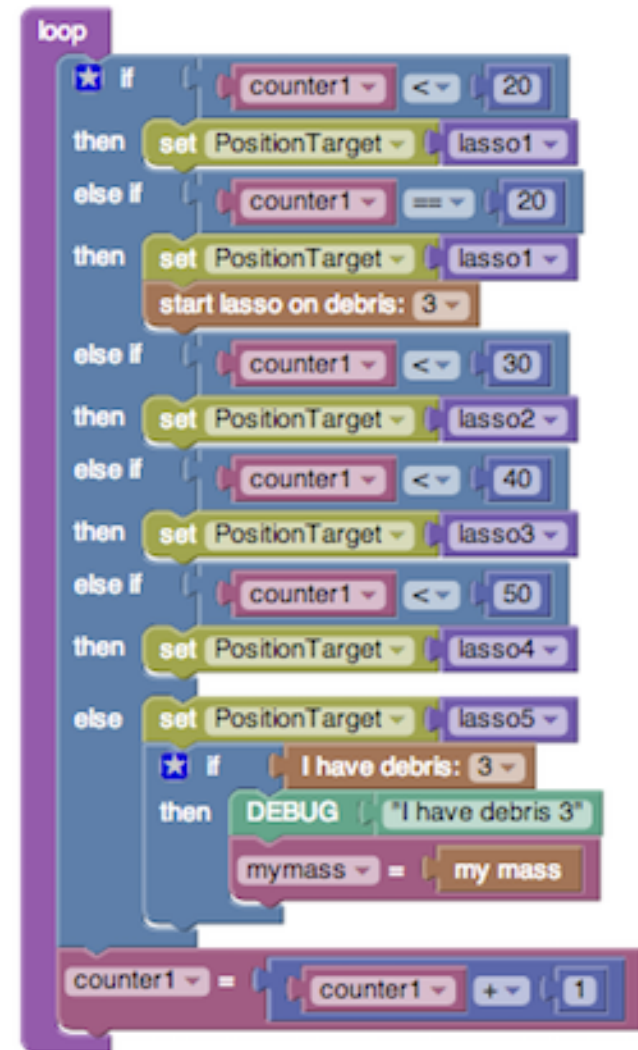 loop
if counter1 < 20
then set PositionTarget lasso1
else if counter1 == 20
then set PositionTarget lasso1
start lasso on debris: 3
else if counter1 < 30
then set PositionTarget lasso2
else if counter1 < 40
then set PositionTarget lasso3
else if counter1 < 50
then set PositionTarget lasso4
else set PositionTarget lasso5
if I have debris: 3
then DEBUG "I have debris 3"
mymass = my mass
counter1 = counter1 + 1